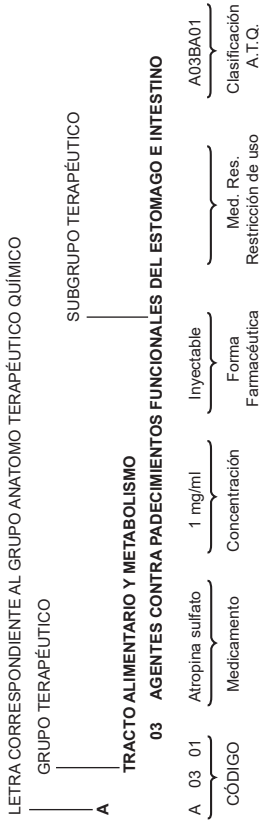 LETRA CORRESPONDIENTE AL GRUPO ANATOMO TERAPÉUTICO QUÍMICO
GRUPO TERAPÉUTICO
SUBGRUPO TERAPÉUTICO
A TRACTO ALIMENTARIO Y METABOLISMO
03 AGENTES CONTRA PADECIMIENTOS FUNCIONALES DEL ESTOMAGO E INTESTINO
A 03 01 Atropina sulfato 1 mg/ml Inyectable A03BA01
CÓDIGO Medicamento Concentración Forma Med. Res. Clasificación
Farmacéutica Restricción de uso A.T.Q.